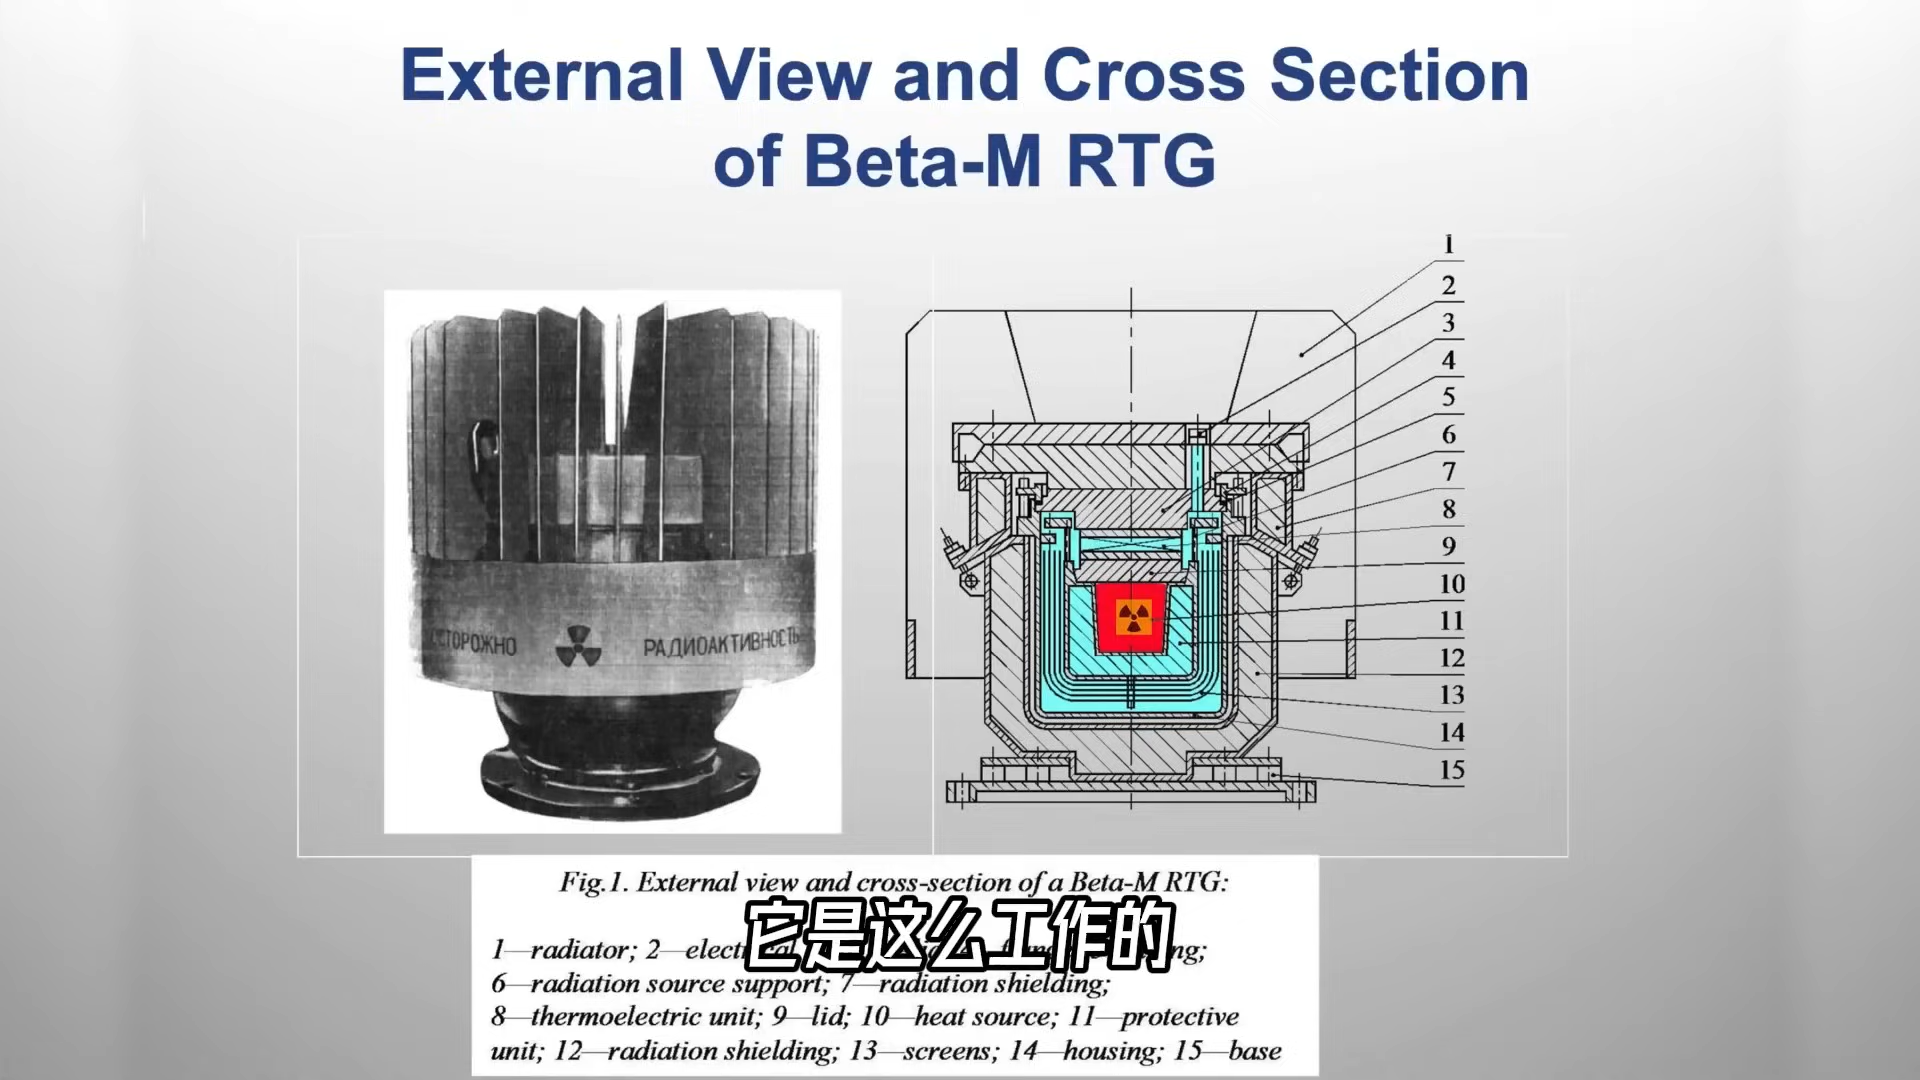 External View and Cross Section
of Beta-M RTG
1
2
3
4
5
6
7
8
9
10
11
12
13
14
15
РАДИОАКТИВНОСТЬ
Fig.1. External view and cross-section of a Beta-M RTG:
它是这么工作的
1—radiator; 2—electrical
6—radiation source support; 7—radiation shielding;
8—thermoelectric unit; 9—lid; 10—heat source; 11—protective
unit; 12—radiation shielding; 13—screens; 14—housing; 15—base